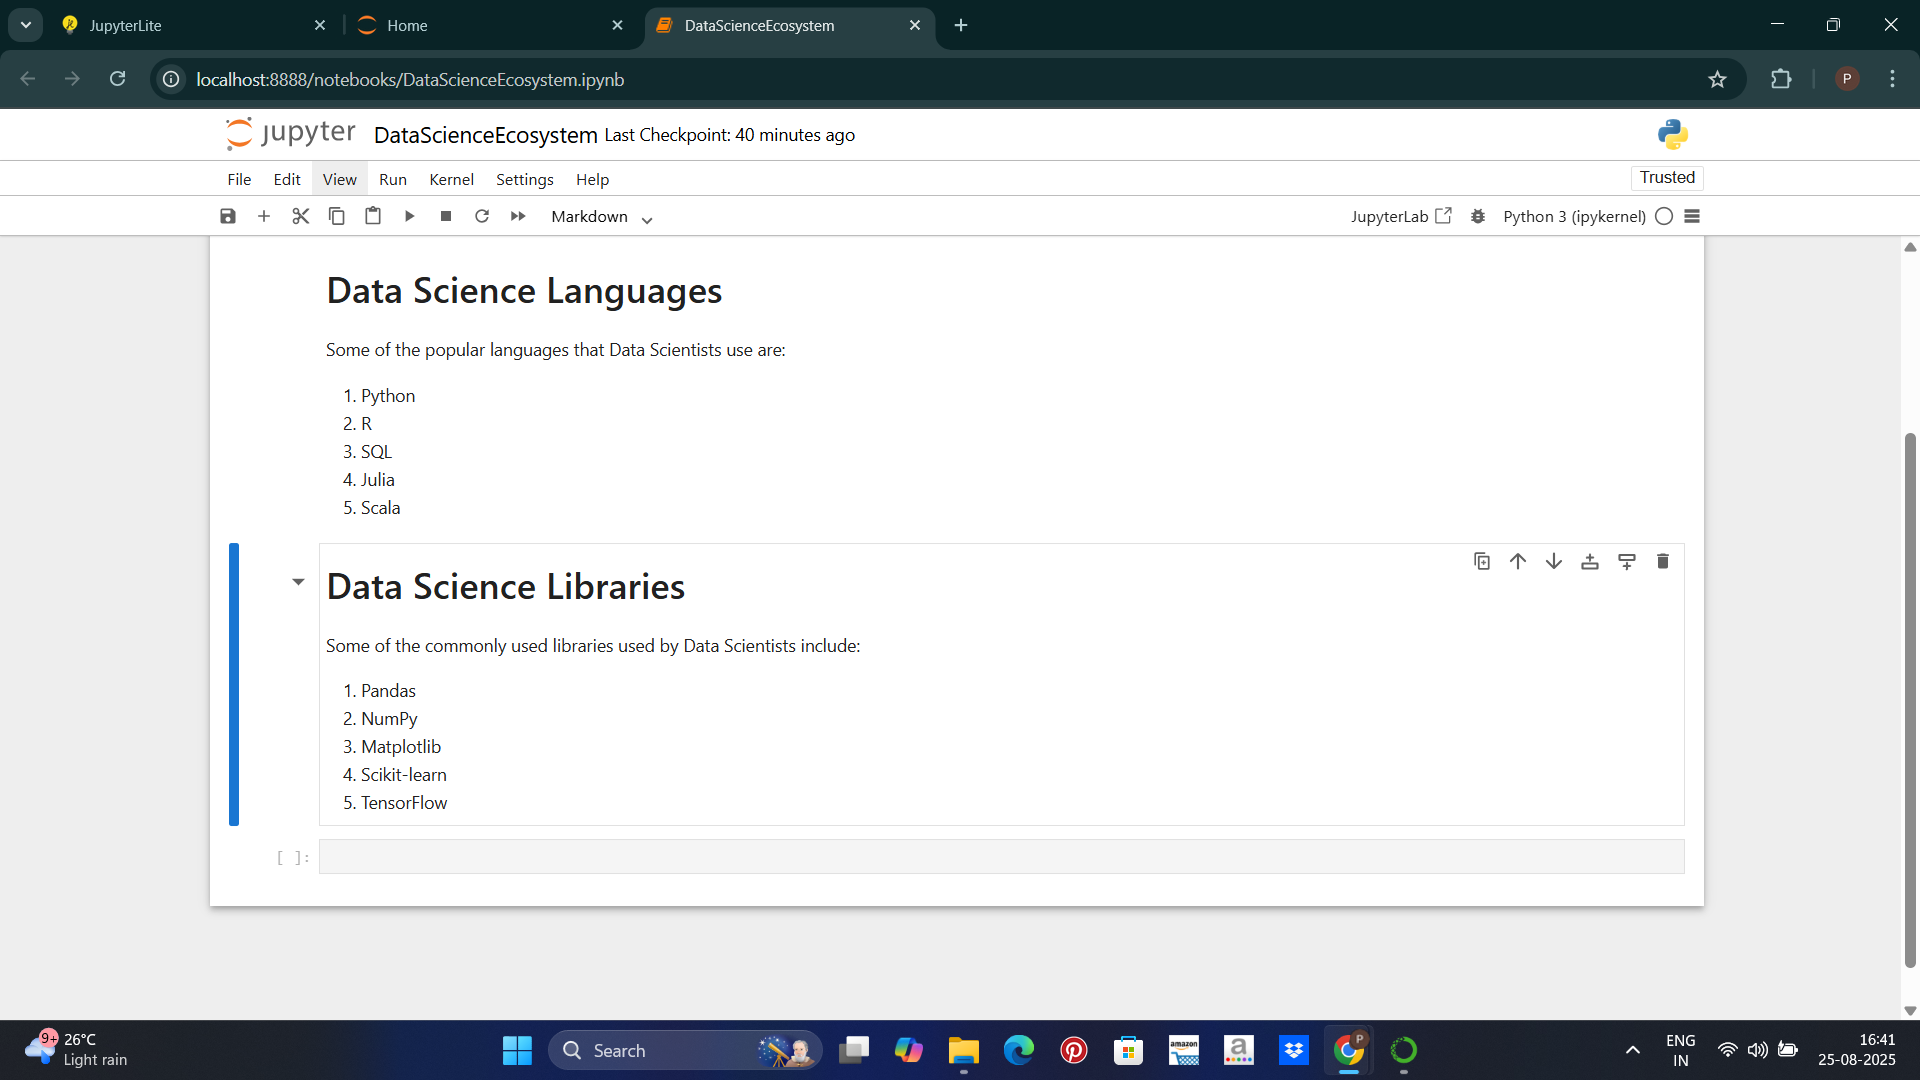 JupyterLite
Home
DataScienceEcosystem
localhost:8888/notebooks/DataScienceEcosystem.ipynb
P
jupyter DataScienceEcosystem Last Checkpoint: 40 minutes ago
File Edit View Run Kernel Settings Help
Trusted
Markdown
JupyterLab
Python 3 (ipykernel)
Data Science Languages
Some of the popular languages that Data Scientists use are:
1. Python
2. R
3. SQL
4. Julia
5. Scala
Data Science Libraries
Some of the commonly used libraries used by Data Scientists include:
1. Pandas
2. NumPy
3. Matplotlib
4. Scikit-learn
5. TensorFlow
[ ]:
9+
26°C
Light rain
Search
amazon
a
P
ENG
IN
16:41
25-08-2025